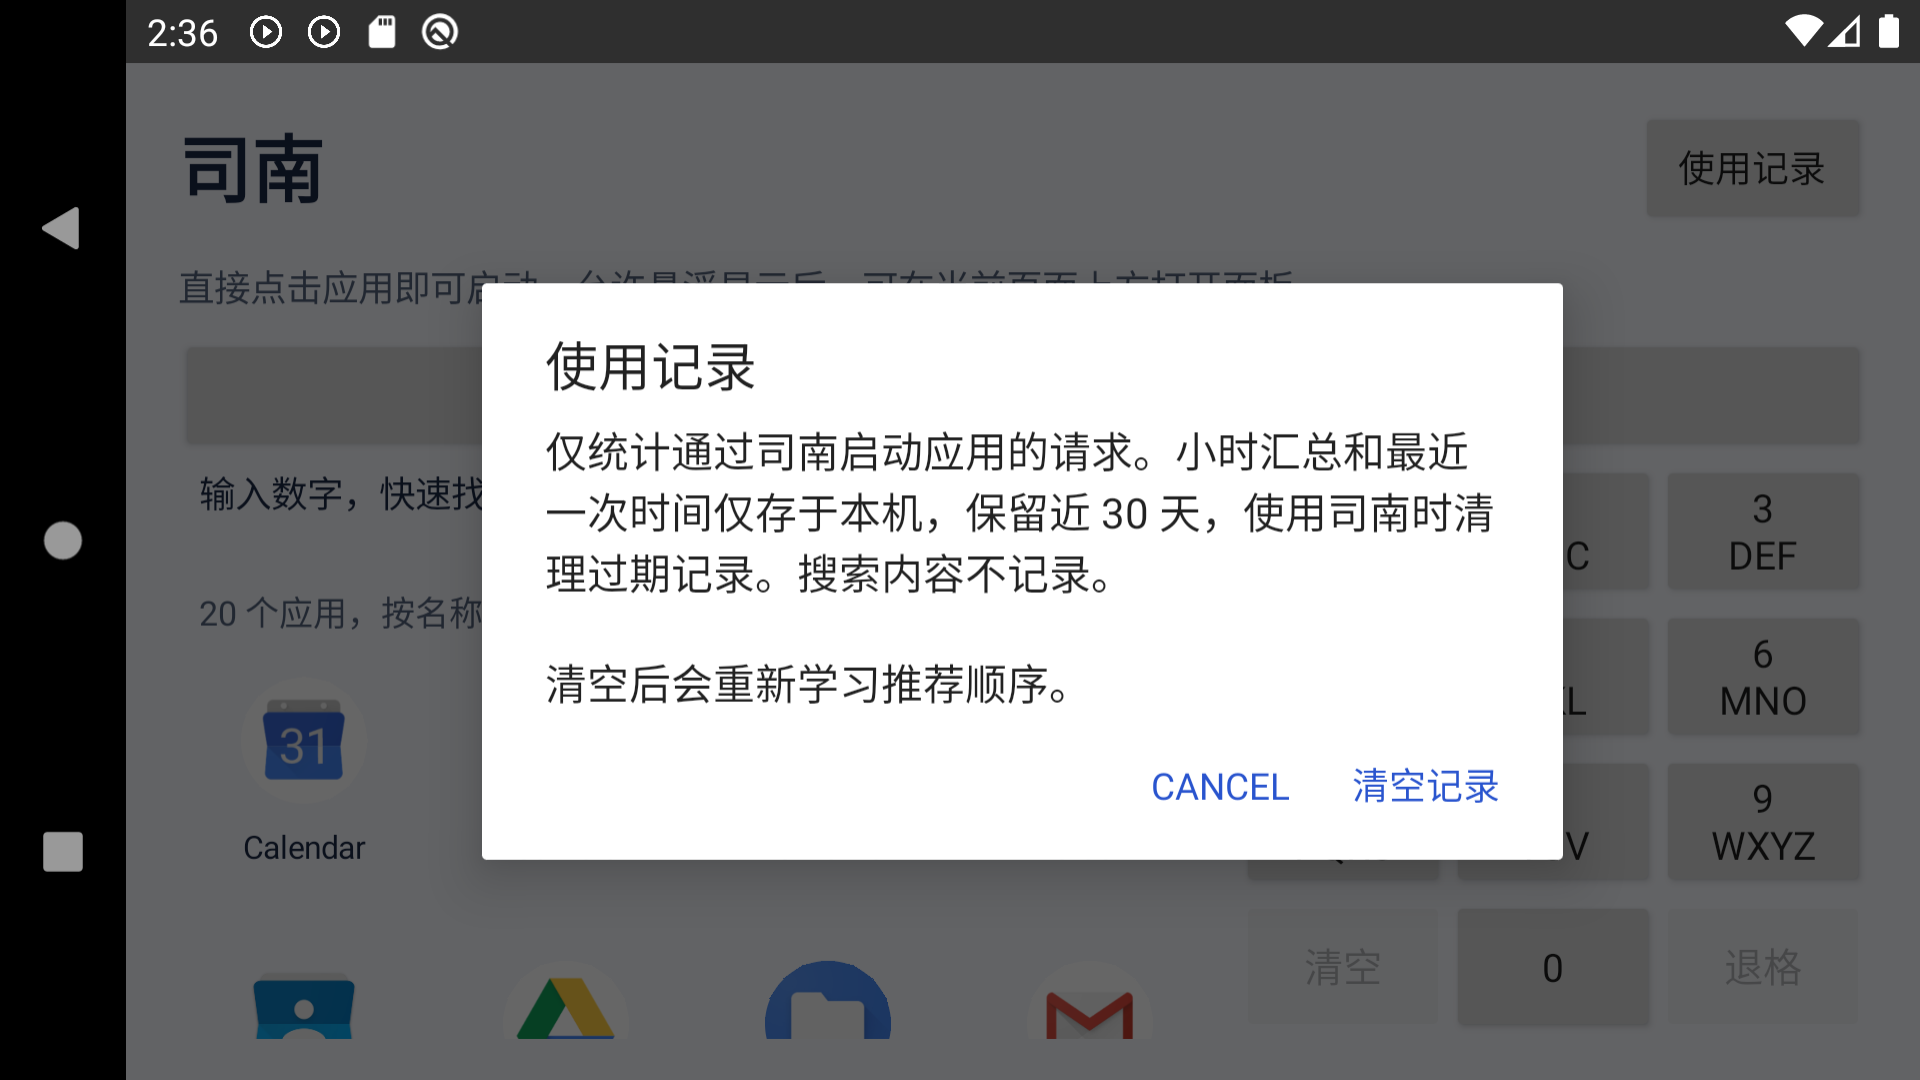 2:36
司南
使用记录
直接点击应用即可启
输入数字，快速找
20 个应用，按名称
使用记录
仅统计通过司南启动应用的请求。小时汇总和最近
一次时间仅存于本机，保留近 30 天，使用司南时清
理过期记录。搜索内容不记录。
清空后会重新学习推荐顺序。
CANCEL
清空记录
31
Calendar
C
3
DEF
L
6
MNO
V
9
WXYZ
清空
0
退格